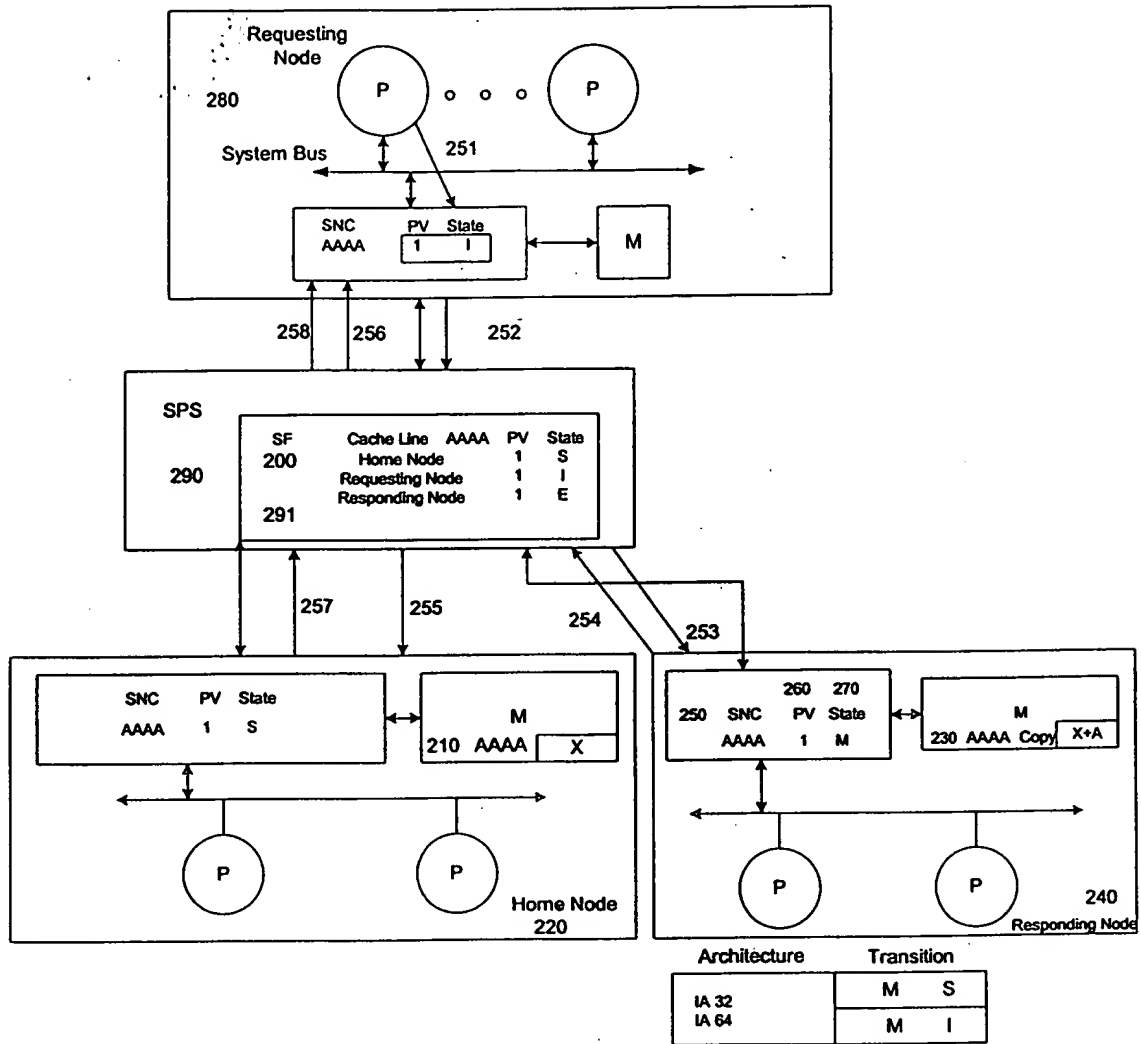 Requesting
Node
P
P
280
251
System Bus
SNC PV State
AAAA 1 I
M
258
256
252
SPS
SF Cache Line AAAA PV State
200 Home Node 1 S
290
Requesting Node 1 I
Responding Node 1 E
291
257
255
254
253
SNC PV State
AAAA 1 S
M
210 AAAA X
260 270
250 SNC PV State
AAAA 1 M
M
230 AAAA Copy X+A
P
P
Home Node
220
P
P
240
Responding Node
Architecture Transition
IA 32 M S
IA 64 M I